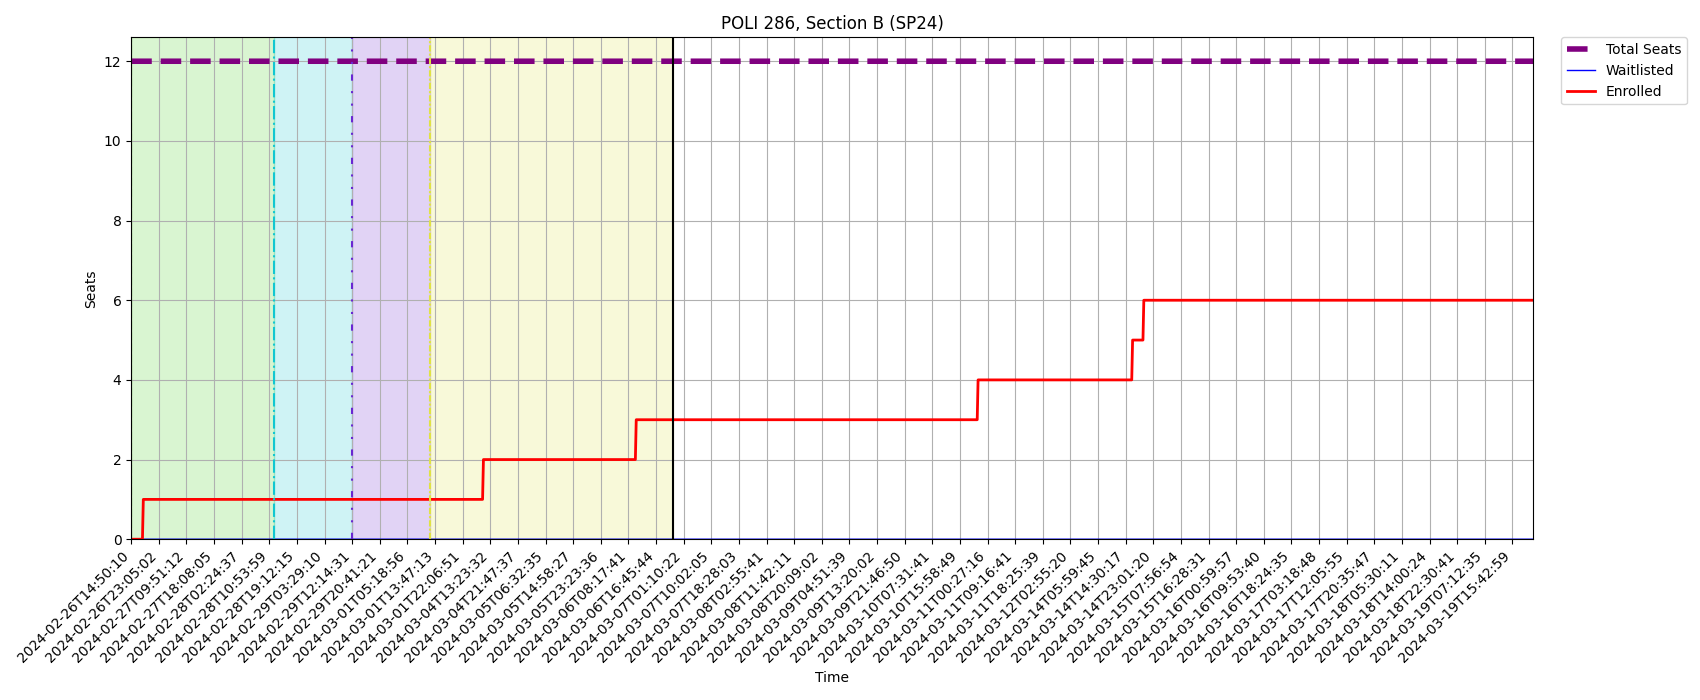 POLI 286, Section B (SP24)
Total Seats
Waitlisted
Enrolled
12
10
8
6
4
2
0
Seats
2024-02-26T14:50:10
2024-02-26T23:05:02
2024-02-27T09:51:12
2024-02-27T18:08:05
2024-02-28T02:24:37
2024-02-28T10:53:59
2024-02-28T19:12:15
2024-02-29T03:29:10
2024-02-29T12:14:31
2024-02-29T20:41:21
2024-03-01T05:18:56
2024-03-01T13:47:13
2024-03-01T22:06:51
2024-03-04T13:23:32
2024-03-04T21:47:37
2024-03-05T06:32:35
2024-03-05T14:58:27
2024-03-05T23:23:36
2024-03-06T08:17:41
2024-03-06T16:45:44
2024-03-07T01:10:22
2024-03-07T10:02:05
2024-03-07T18:28:03
2024-03-08T02:55:41
2024-03-08T11:42:11
2024-03-08T20:09:02
2024-03-09T04:51:39
2024-03-09T13:20:02
2024-03-09T21:46:50
2024-03-10T07:31:41
2024-03-10T15:58:49
2024-03-11T00:27:16
2024-03-11T09:16:41
2024-03-11T18:25:39
2024-03-12T02:55:20
2024-03-14T05:59:45
2024-03-14T14:30:17
2024-03-14T23:01:20
2024-03-15T07:56:54
2024-03-15T16:28:31
2024-03-16T00:59:57
2024-03-16T09:53:40
2024-03-16T18:24:35
2024-03-17T03:18:48
2024-03-17T12:05:55
2024-03-17T20:35:47
2024-03-18T05:30:11
2024-03-18T14:00:24
2024-03-18T22:30:41
2024-03-19T07:12:35
2024-03-19T15:42:59
Time